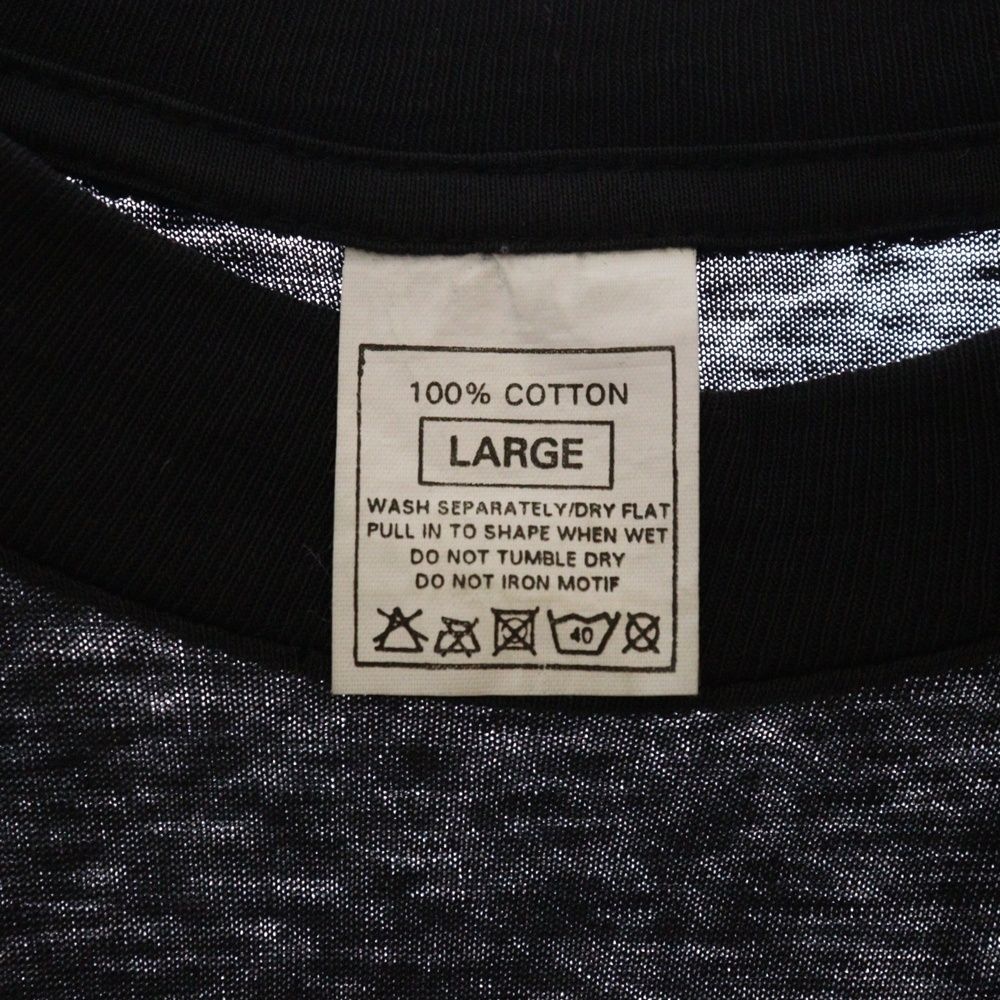 100% COTTON
LARGE
WASH SEPARATELY/DRY FLAT
PULL IN TO SHAPE WHEN WET
DO NOT TUMBLE DRY
DO NOT IRON MOTIF
40